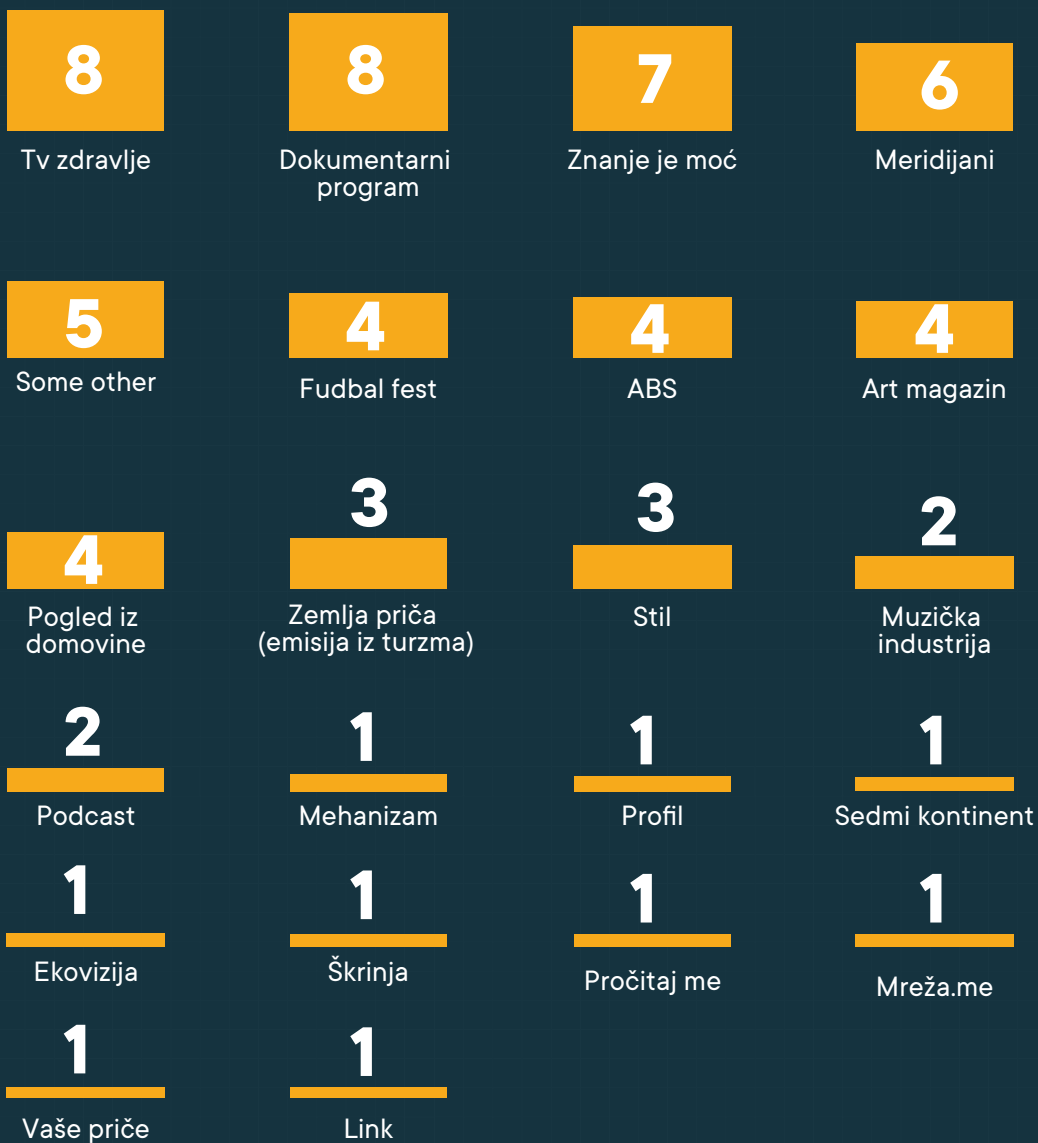 8
Tv zdravlje
8
Dokumentarni
program
7
Znanje je moć
6
Meridijani
5
Some other
4
Fudbal fest
4
ABS
4
Art magazin
4
Pogled iz
domovine
3
Zemlja priča
(emisija iz turzma)
3
Stil
2
Muzička
industrija
2
Podcast
1
Mehanizam
1
Profil
1
Sedmi kontinent
1
Ekovizija
1
Škrinja
1
Pročitaj me
1
Mreža.me
1
Vaše priče
1
Link